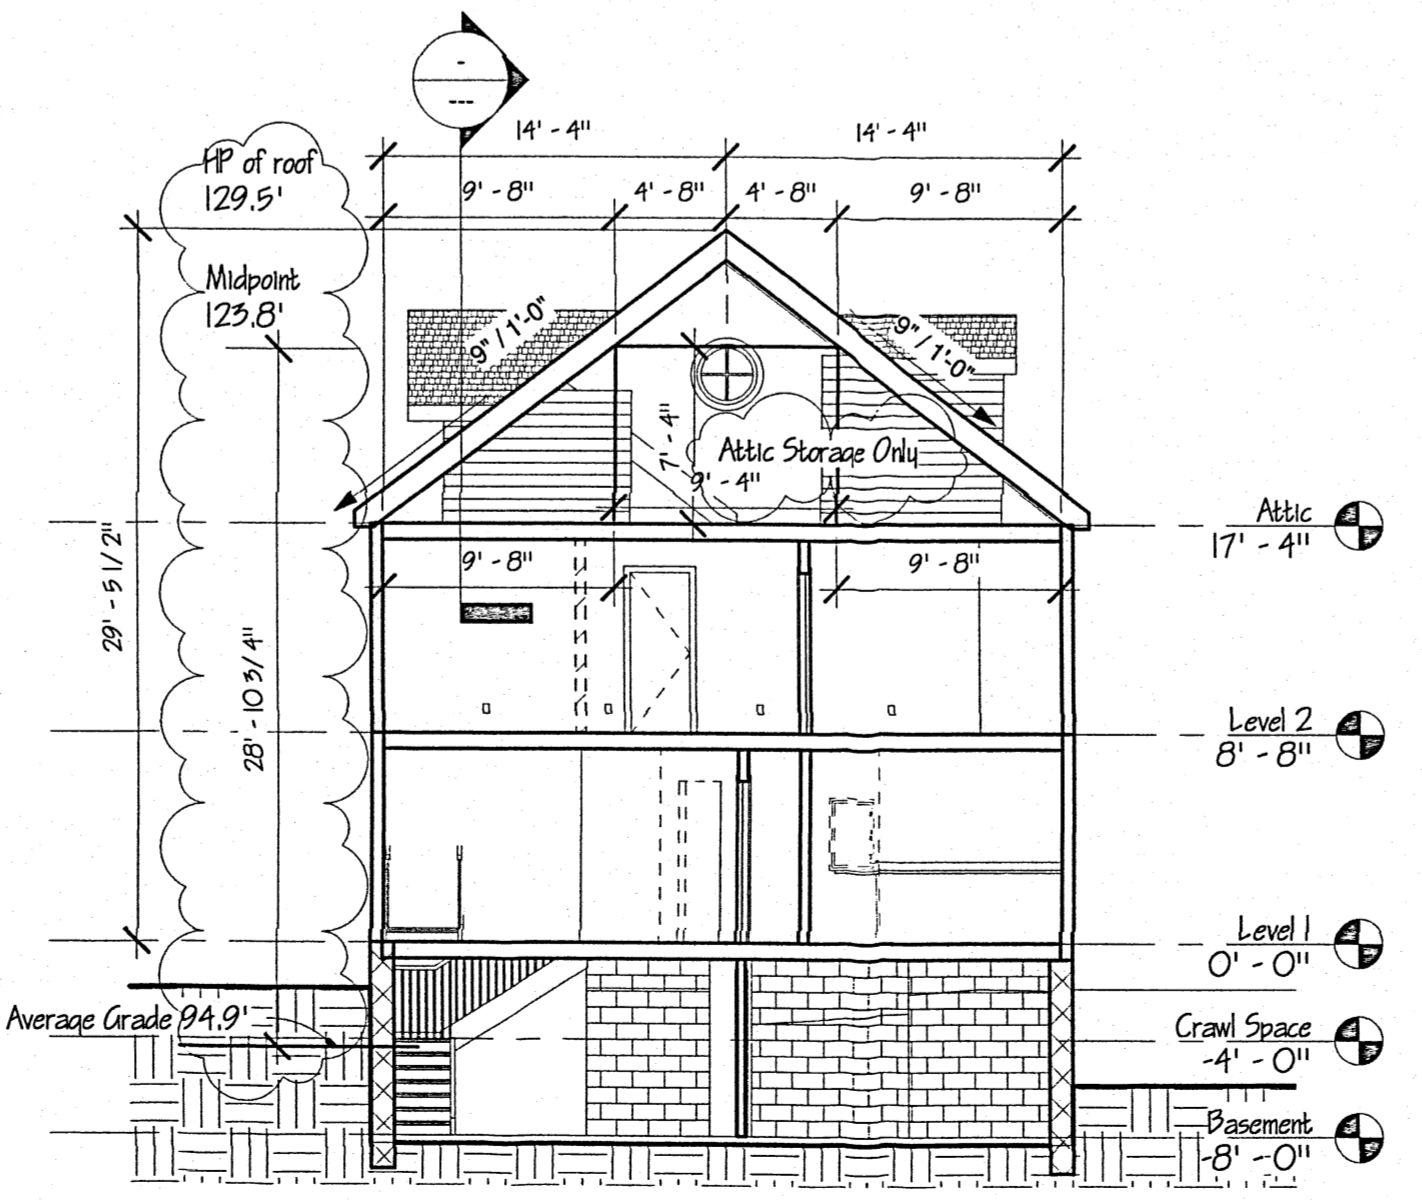 -
---
14' - 4"
14' - 4"
HP of roof
129.5'
9' - 8"
4' - 8"
4' - 8"
9' - 8"
Midpoint
123.8'
9" / 1'-0"
9" / 1'-0"
7' - 4"
Attic Storage Only
9' - 4"
Attic
17' - 4"
29' - 5 1/2"
9' - 8"
9' - 8"
28' - 10 3/4"
Level 2
8' - 8"
Level 1
0' - 0"
Average Grade 94.9'
Crawl Space
-4' - 0"
Basement
-8' - 0"